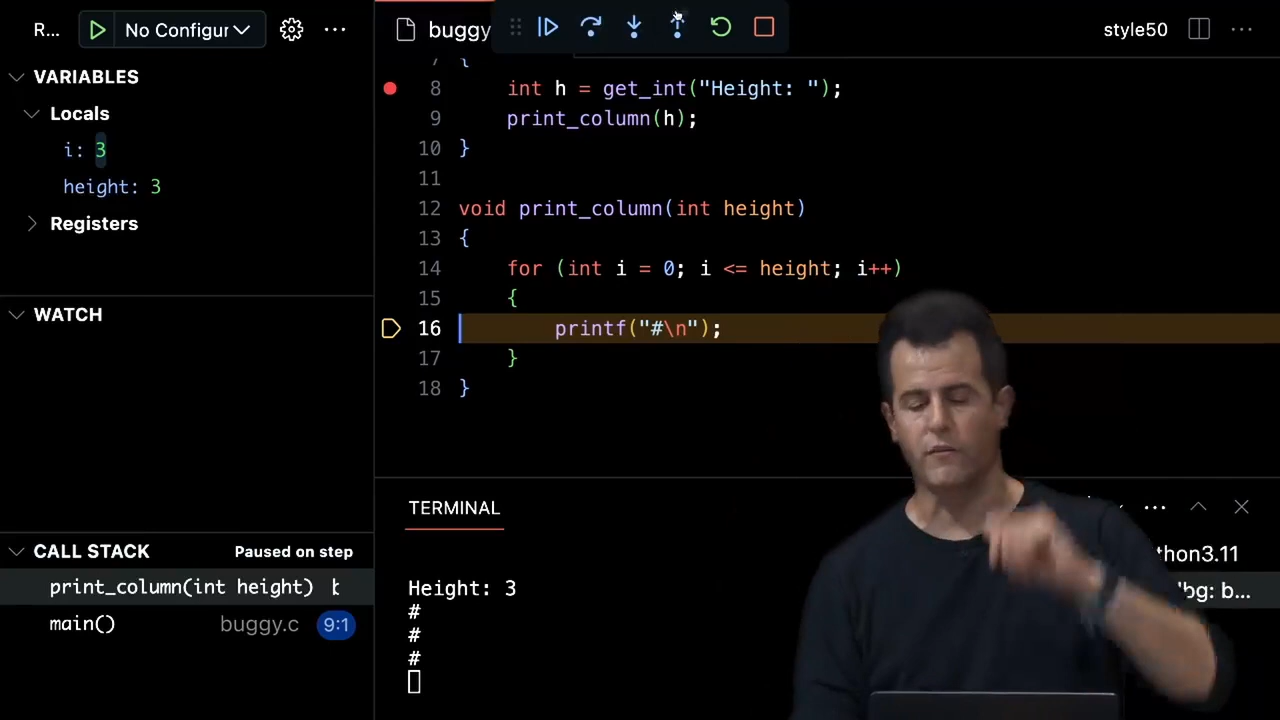 R... No Configur
VARIABLES
Locals
i: 3
height: 3
Registers
WATCH
CALL STACK Paused on step
print_column(int height)
main() buggy.c 9:1
buggy style50
7 {
8 int h = get_int("Height: ");
9 print_column(h);
10 }
11
12 void print_column(int height)
13 {
14 for (int i = 0; i <= height; i++)
15 {
16 printf("#\n");
17 }
18 }
TERMINAL
thon3.11
bg: b...
Height: 3
#
#
#